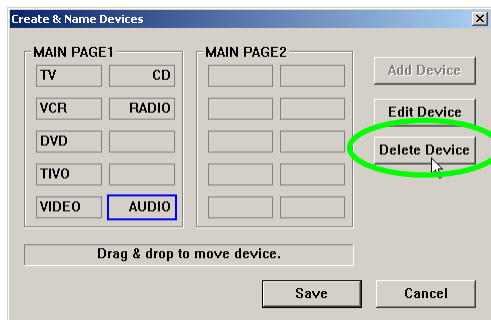 Create & Name Devices
MAIN PAGE1 MAIN PAGE2
TV CD Add Device
VCR RADIO Edit Device
DVD Delete Device
TIVO
VIDEO AUDIO
Drag & drop to move device.
Save Cancel